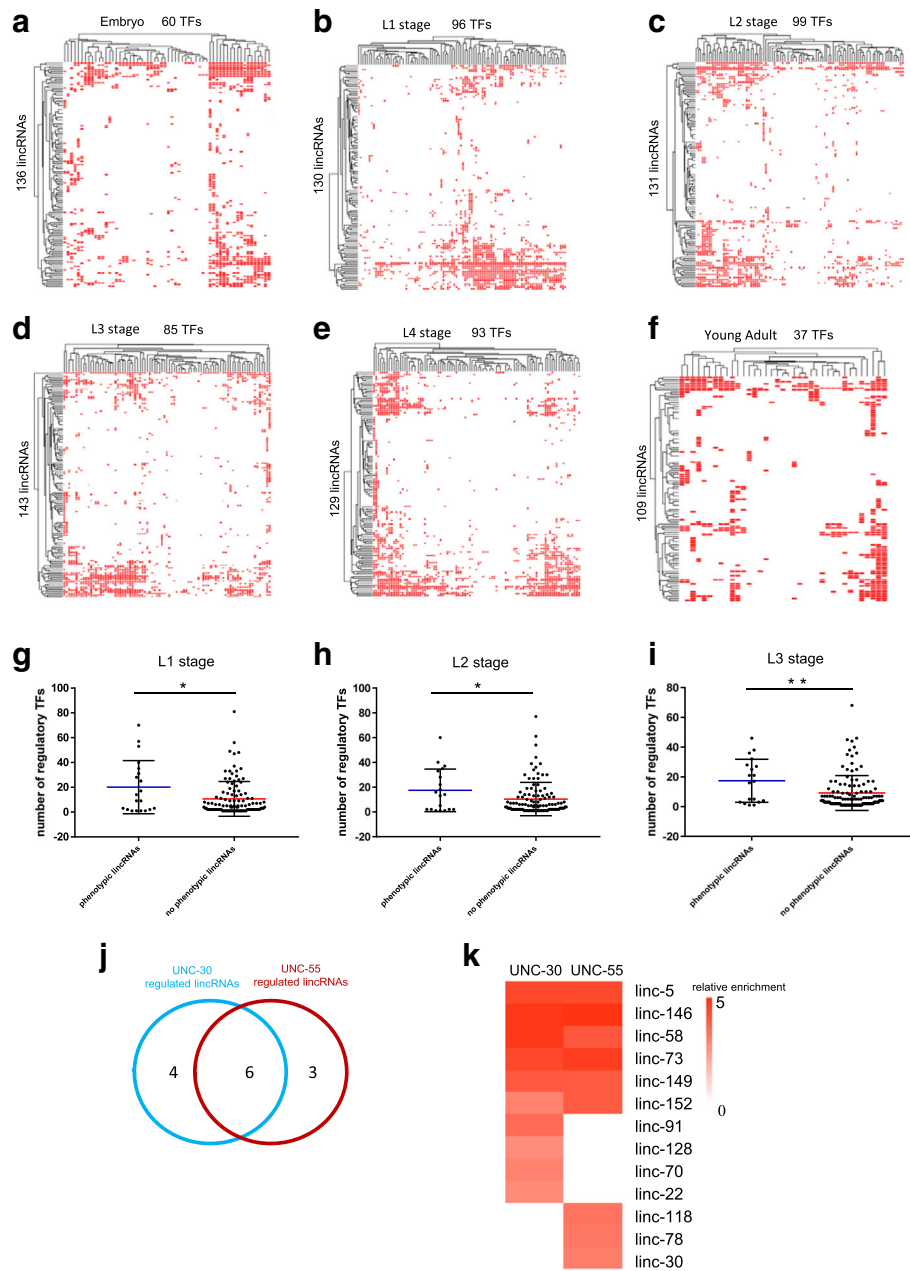 a
Embryo 60 TFs
136 lincRNAs
b
L1 stage 96 TFs
130 lincRNAs
c
L2 stage 99 TFs
131 lincRNAs
d
L3 stage 85 TFs
143 lincRNAs
e
L4 stage 93 TFs
129 lincRNAs
f
Young Adult 37 TFs
109 lincRNAs
g
L1 stage
number of regulatory TFs
100
80
60
40
20
0
-20
*
phenotypic lincRNAs
no phenotypic lincRNAs
h
L2 stage
number of regulatory TFs
100
80
60
40
20
0
-20
*
phenotypic lincRNAs
no phenotypic lincRNAs
i
L3 stage
number of regulatory TFs
80
60
40
20
0
-20
* *
phenotypic lincRNAs
no phenotypic lincRNAs
j
UNC-30
regulated lincRNAs
UNC-55
regulated lincRNAs
4
6
3
k
UNC-30 UNC-55
linc-5
linc-146
linc-58
linc-73
linc-149
linc-152
linc-91
linc-128
linc-70
linc-22
linc-118
linc-78
linc-30
relative enrichment
5
0